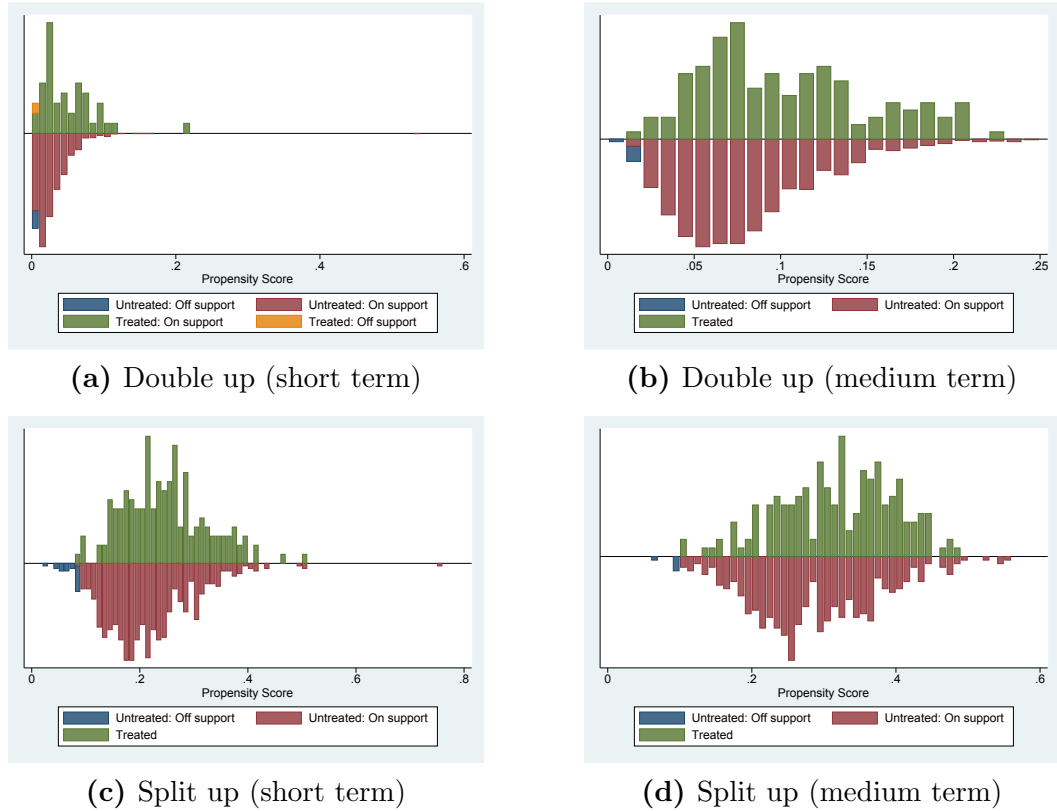 0 .2 .4 .6
Propensity Score
Untreated: Off support Untreated: On support
Treated: On support Treated: Off support
(a) Double up (short term)
0 .05 .1 .15 .2 .25
Propensity Score
Untreated: Off support Untreated: On support
Treated
(b) Double up (medium term)
0 .2 .4 .6 .8
Propensity Score
Untreated: Off support Untreated: On support
Treated
(c) Split up (short term)
0 .2 .4 .6
Propensity Score
Untreated: Off support Untreated: On support
Treated
(d) Split up (medium term)